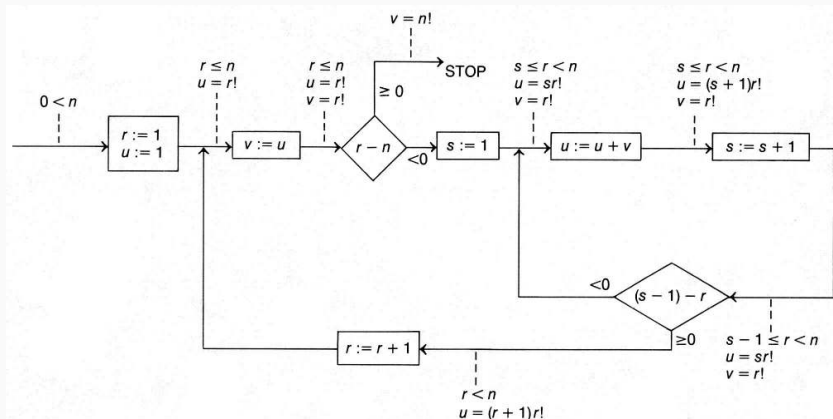 v = n!
r ≤ n
u = r!
r ≤ n
u = r!
v = r!
STOP
s ≤ r < n
u = sr!
v = r!
s ≤ r < n
u = (s + 1)r!
v = r!
0 < n
≥ 0
r := 1
u := 1
v := u
r – n
<0
s := 1
u := u + v
s := s + 1
<0
(s – 1) – r
≥0
s – 1 ≤ r < n
u = sr!
v = r!
r := r + 1
r < n
u = (r + 1)r!